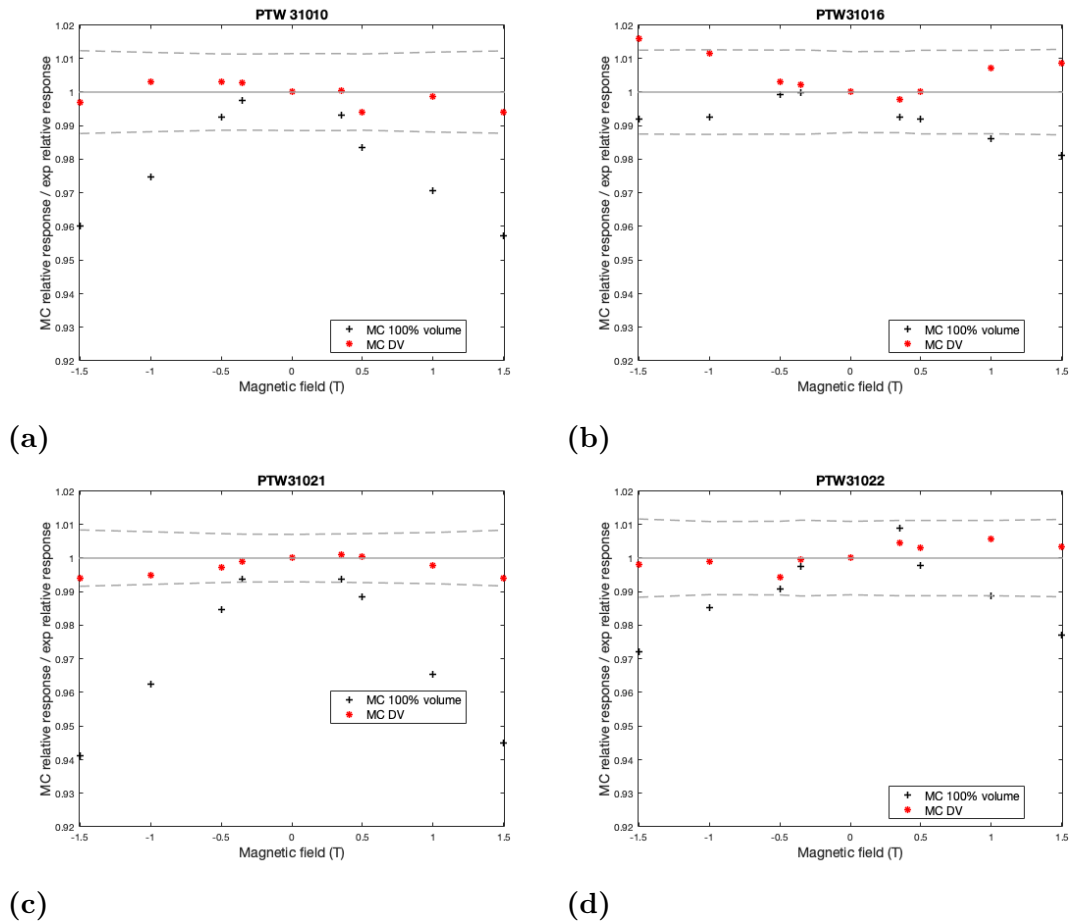 PTW 31010
MC relative response / exp relative response
1.02
1.01
1
0.99
0.98
0.97
0.96
0.95
0.94
0.93
0.92
MC 100% volume
MC DV
-1.5 -1 -0.5 0 0.5 1 1.5
Magnetic field (T)
(a)
PTW31016
MC relative response / exp relative response
1.02
1.01
1
0.99
0.98
0.97
0.96
0.95
0.94
0.93
0.92
MC 100% volume
MC DV
-1.5 -1 -0.5 0 0.5 1 1.5
Magnetic field (T)
(b)
PTW31021
MC relative response / exp relative response
1.02
1.01
1
0.99
0.98
0.97
0.96
0.95
0.94
0.93
0.92
MC 100% volume
MC DV
-1.5 -1 -0.5 0 0.5 1 1.5
Magnetic field (T)
(c)
PTW31022
MC relative response / exp relative response
1.02
1.01
1
0.99
0.98
0.97
0.96
0.95
0.94
0.93
0.92
MC 100% volume
MC DV
-1.5 -1 -0.5 0 0.5 1 1.5
Magnetic field (T)
(d)